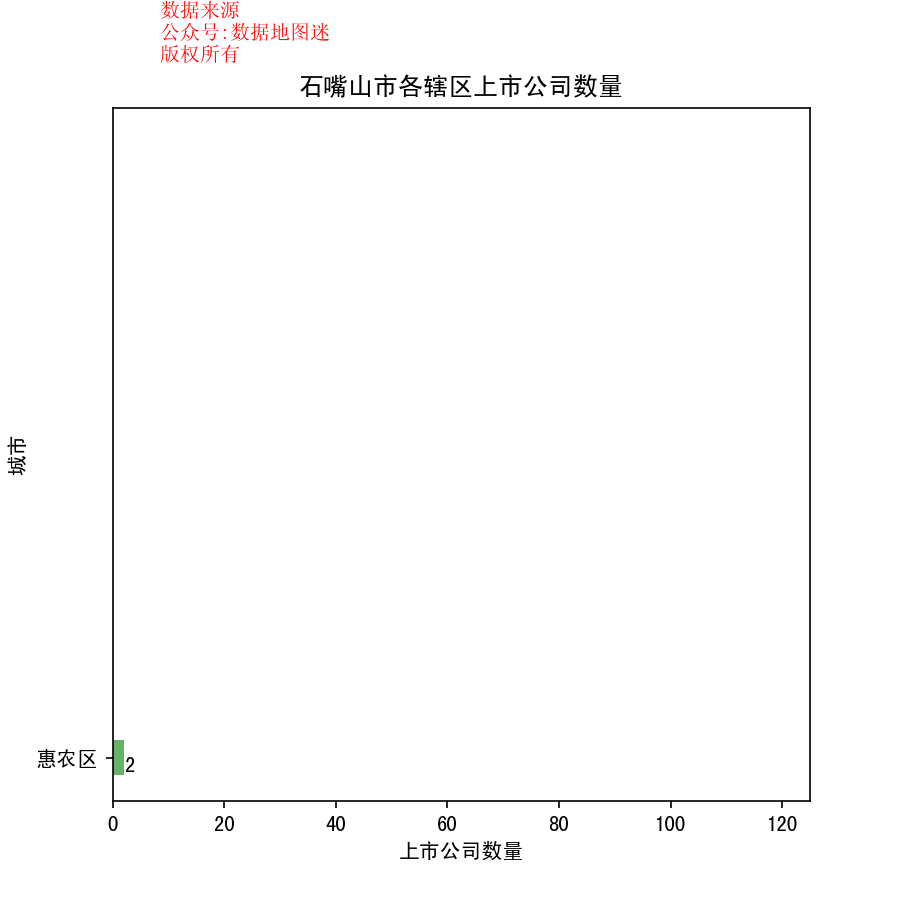 数据来源
公众号:数据地图迷
版权所有
石嘴山市各辖区上市公司数量
城市
惠农区
2
0 20 40 60 80 100 120
上市公司数量